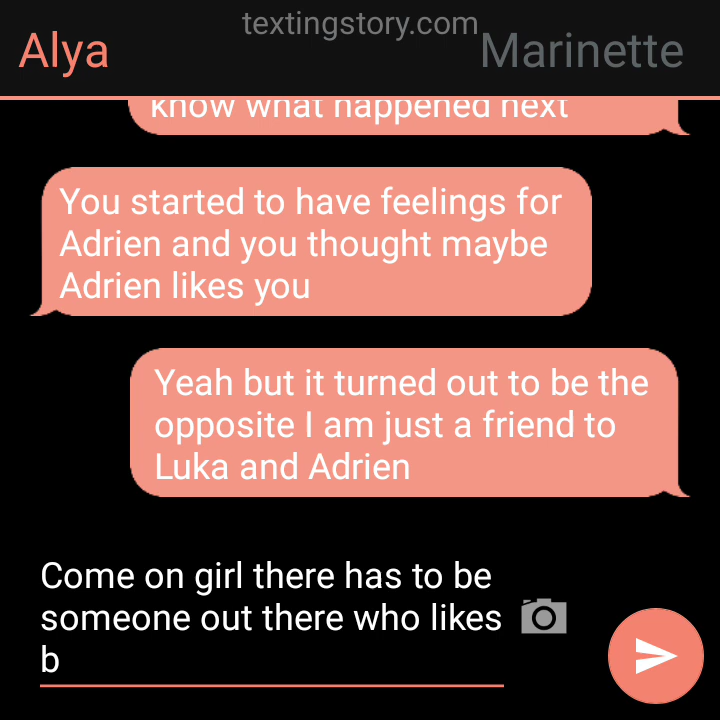 textingstory.com
Alya
Marinette
know what happened next
You started to have feelings for
Adrien and you thought maybe
Adrien likes you
Yeah but it turned out to be the
opposite I am just a friend to
Luka and Adrien
Come on girl there has to be
someone out there who likes
b